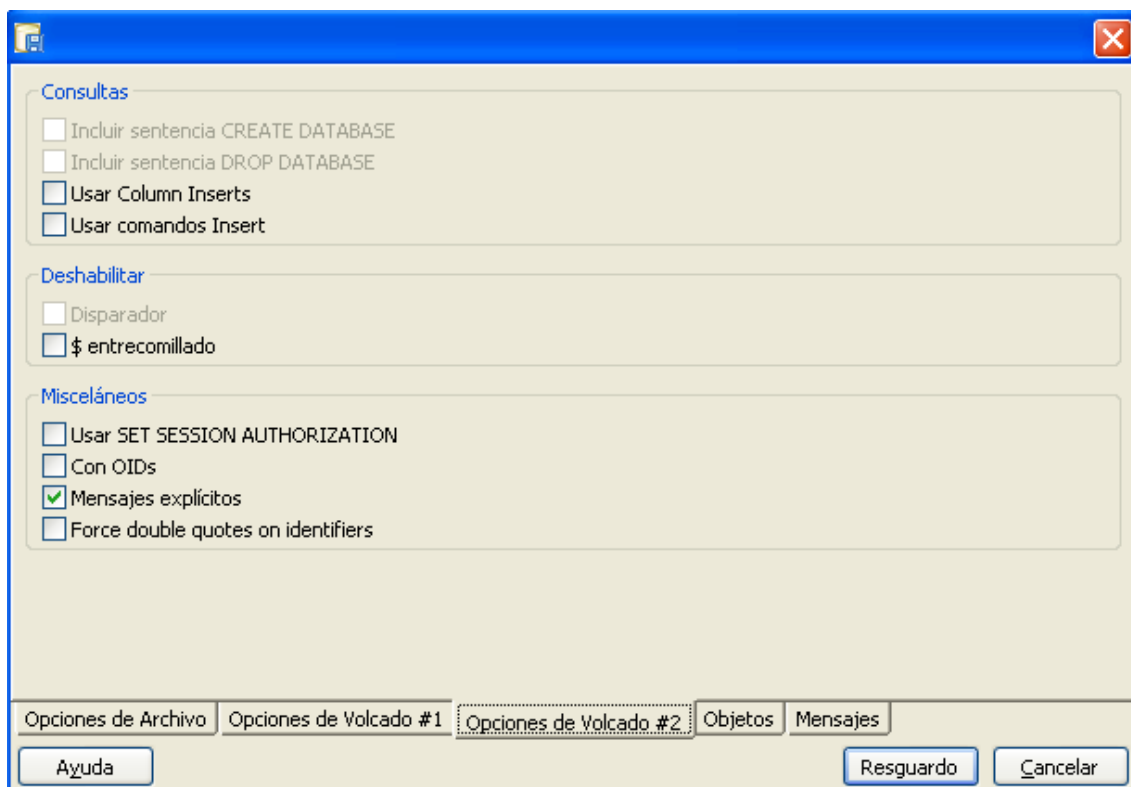 Consultas
Incluir sentencia CREATE DATABASE
Incluir sentencia DROP DATABASE
Usar Column Inserts
Usar comandos Insert
Deshabilitar
Disparador
$ entrecomillado
Misceláneos
Usar SET SESSION AUTHORIZATION
Con OIDs
Mensajes explícitos
Force double quotes on identifiers
Opciones de Archivo Opciones de Volcado #1 Opciones de Volcado #2 Objetos Mensajes
Ayuda Resguardo Cancelar